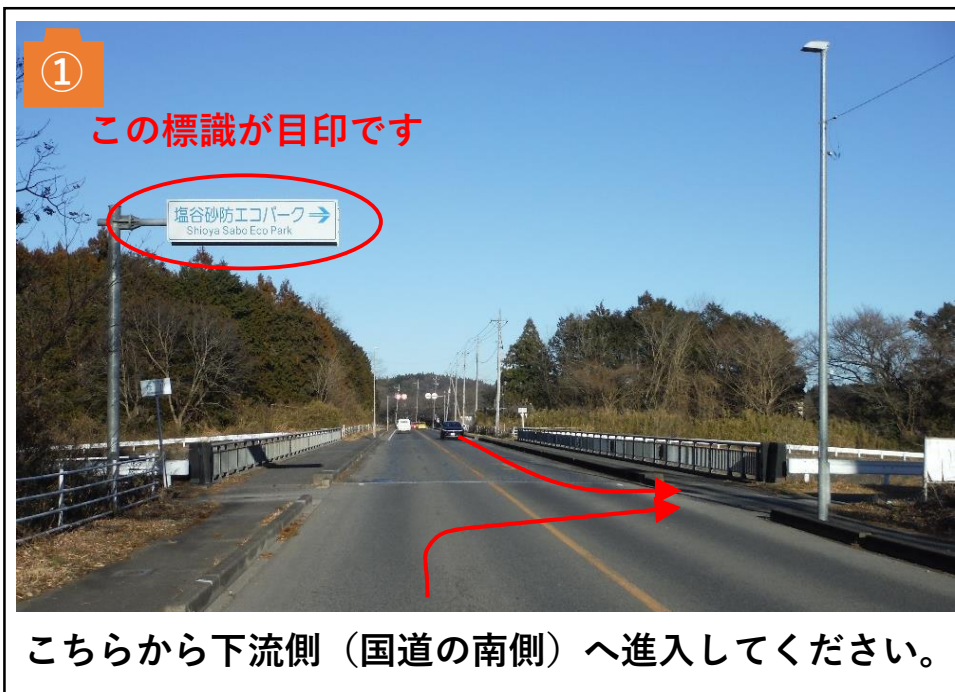 ①
この標識が目印です
塩谷砂防エコパーク→
Shioya Sabo Eco Park
こちらから下流側（国道の南側）へ進入してください。